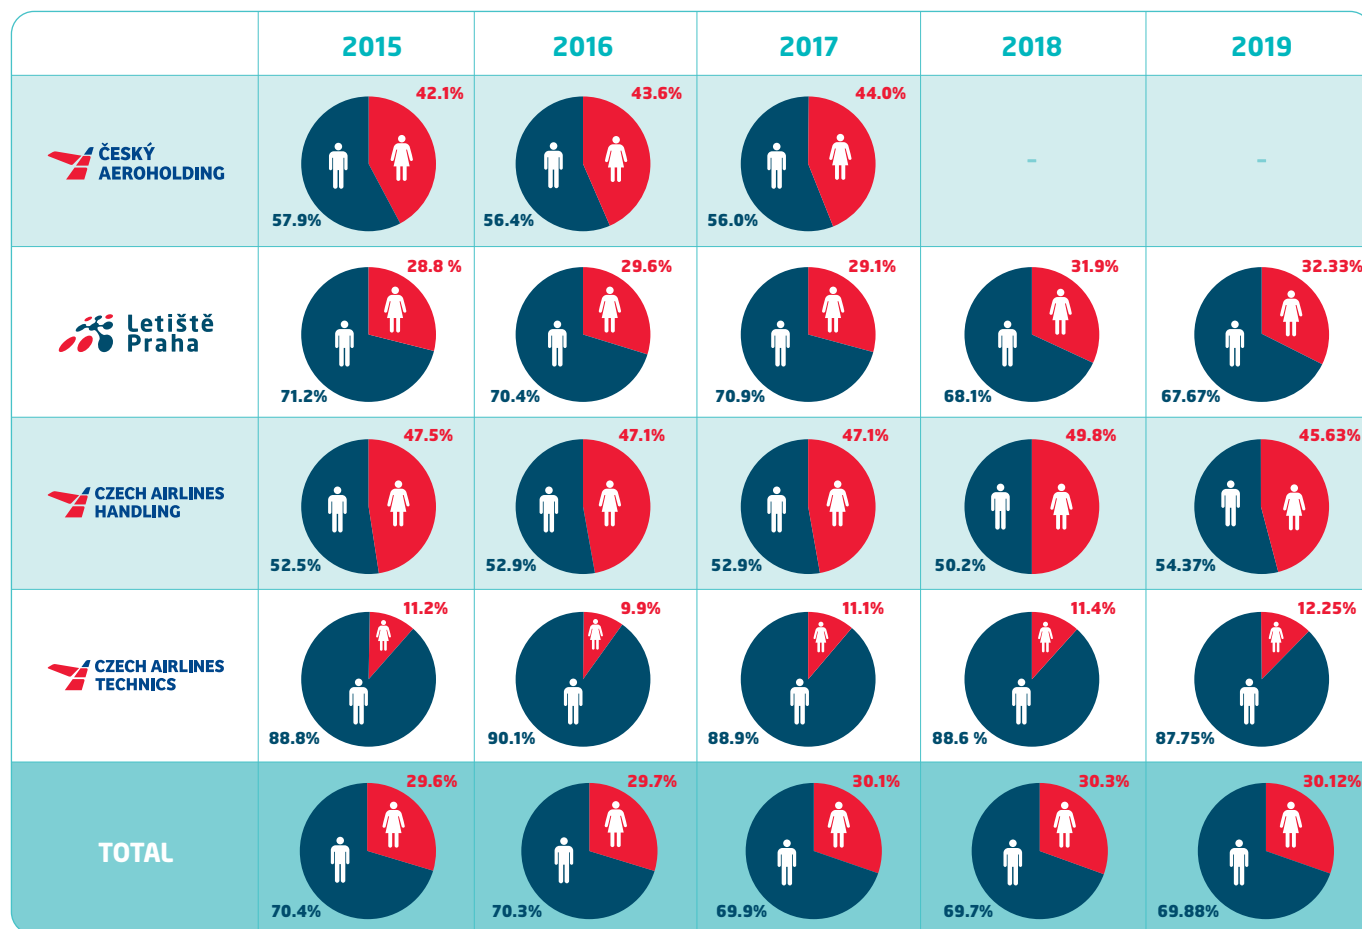 2015 2016 2017 2018 2019
ČESKÝ
AEROHOLDING
42.1% 43.6% 44.0%
- -
57.9% 56.4% 56.0%
Letiště
Praha
28.8 % 29.6% 29.1% 31.9% 32.33%
71.2% 70.4% 70.9% 68.1% 67.67%
CZECH AIRLINES
HANDLING
47.5% 47.1% 47.1% 49.8% 45.63%
52.5% 52.9% 52.9% 50.2% 54.37%
CZECH AIRLINES
TECHNICS
11.2% 9.9% 11.1% 11.4% 12.25%
88.8% 90.1% 88.9% 88.6 % 87.75%
TOTAL
29.6% 29.7% 30.1% 30.3% 30.12%
70.4% 70.3% 69.9% 69.7% 69.88%